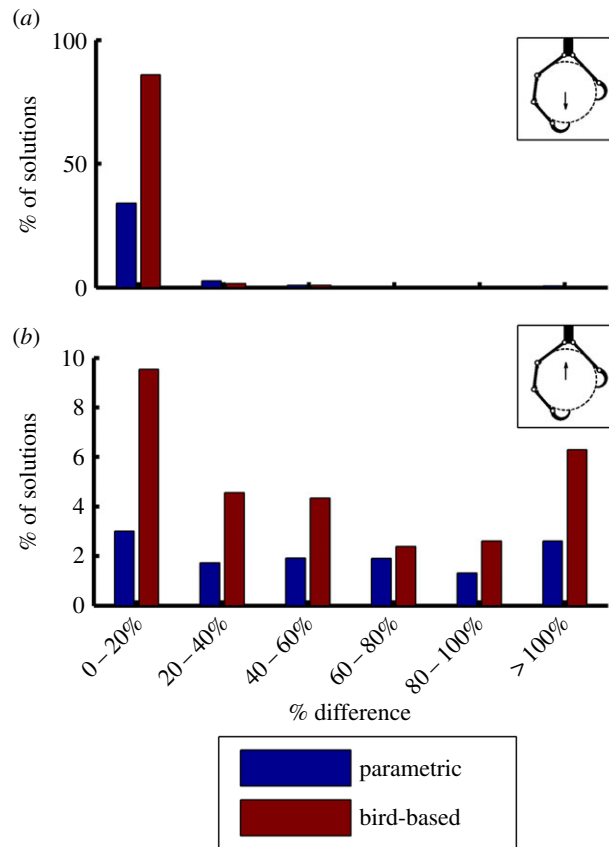 (a)
100
50
0
% of solutions
(b)
10
8
6
4
2
0
% of solutions
0 – 20%
20 – 40%
40 – 60%
60 – 80%
80 – 100%
> 100%
% difference
parametric
bird-based